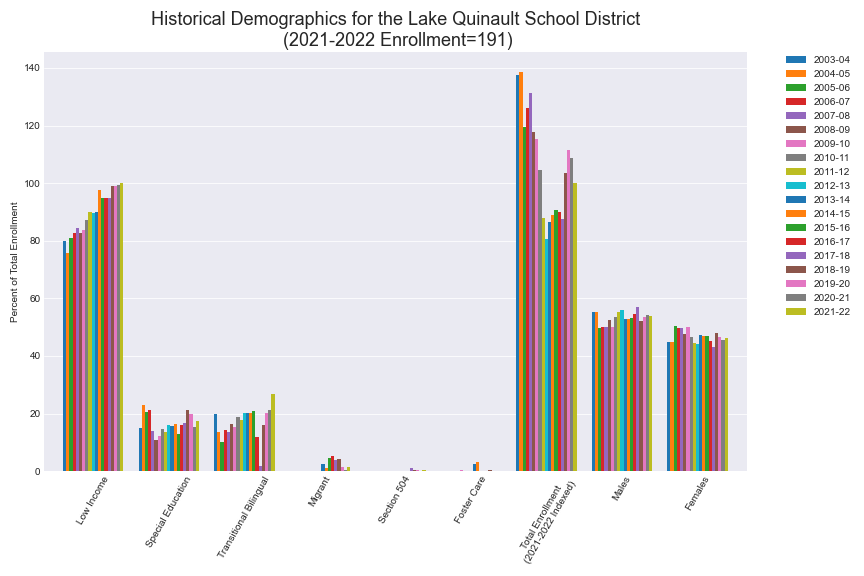 Historical Demographics for the Lake Quinault School District
(2021-2022 Enrollment=191)
Percent of Total Enrollment
140
120
100
80
60
40
20
0
Low Income
Special Education
Transitional Bilingual
Migrant
Section 504
Foster Care
Total Enrollment
(2021-2022 Indexed)
Males
Females
2003-04
2004-05
2005-06
2006-07
2007-08
2008-09
2009-10
2010-11
2011-12
2012-13
2013-14
2014-15
2015-16
2016-17
2017-18
2018-19
2019-20
2020-21
2021-22